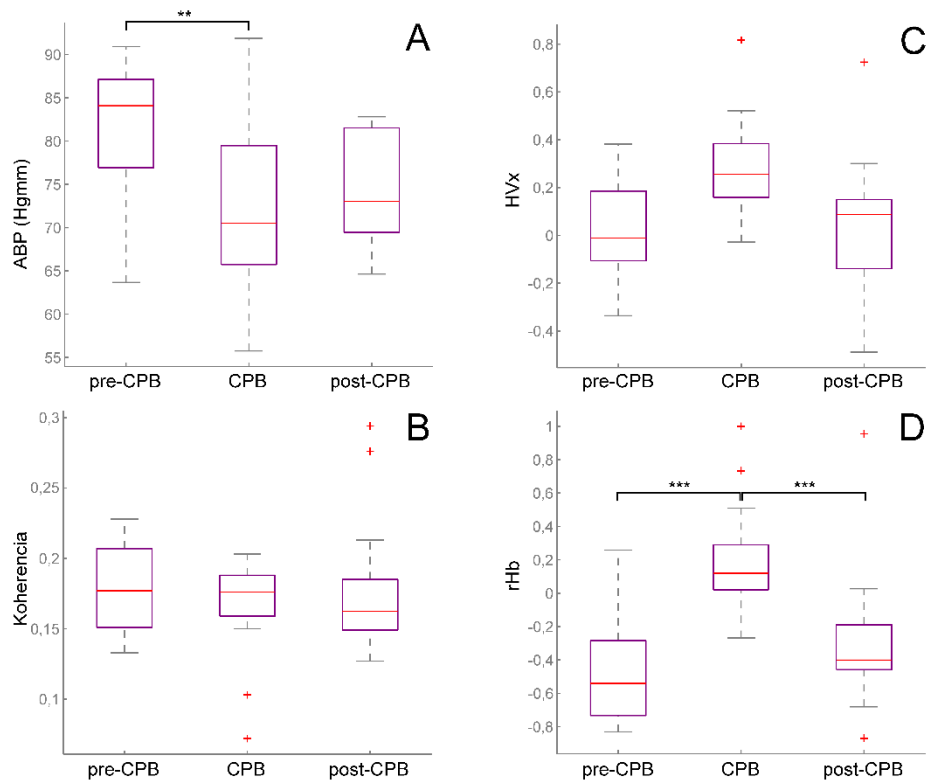 A
**
ABP (Hgmm)
90
85
80
75
70
65
60
55
pre-CPB CPB post-CPB
C
HVx
0,8
0,6
0,4
0,2
0
-0,2
-0,4
pre-CPB CPB post-CPB
B
Koherencia
0,3
0,25
0,2
0,15
0,1
pre-CPB CPB post-CPB
D
*** ***
rHb
1
0,8
0,6
0,4
0,2
0
-0,2
-0,4
-0,6
-0,8
pre-CPB CPB post-CPB